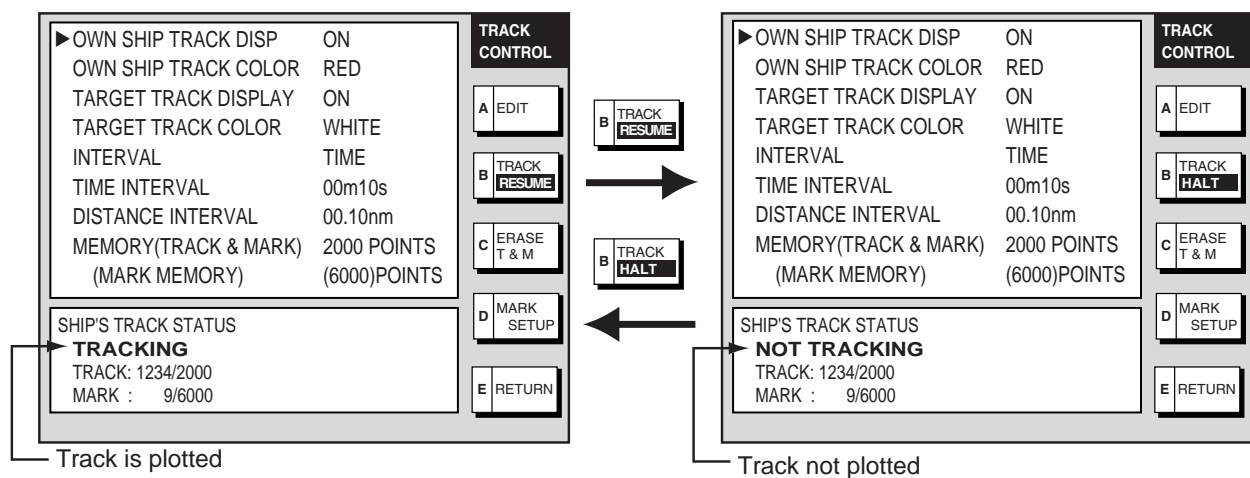 ▶OWN SHIP TRACK DISP ON
OWN SHIP TRACK COLOR RED
TARGET TRACK DISPLAY ON
TARGET TRACK COLOR WHITE
INTERVAL TIME
TIME INTERVAL 00m10s
DISTANCE INTERVAL 00.10nm
MEMORY(TRACK & MARK) 2000 POINTS
(MARK MEMORY) (6000)POINTS
SHIP'S TRACK STATUS
TRACKING
TRACK: 1234/2000
MARK : 9/6000
TRACK
CONTROL
A EDIT
B TRACK
RESUME
C ERASE
T & M
D MARK
SETUP
E RETURN
Track is plotted
B TRACK
RESUME
B TRACK
HALT
▶OWN SHIP TRACK DISP ON
OWN SHIP TRACK COLOR RED
TARGET TRACK DISPLAY ON
TARGET TRACK COLOR WHITE
INTERVAL TIME
TIME INTERVAL 00m10s
DISTANCE INTERVAL 00.10nm
MEMORY(TRACK & MARK) 2000 POINTS
(MARK MEMORY) (6000)POINTS
SHIP'S TRACK STATUS
NOT TRACKING
TRACK: 1234/2000
MARK : 9/6000
TRACK
CONTROL
A EDIT
B TRACK
HALT
C ERASE
T & M
D MARK
SETUP
E RETURN
Track not plotted